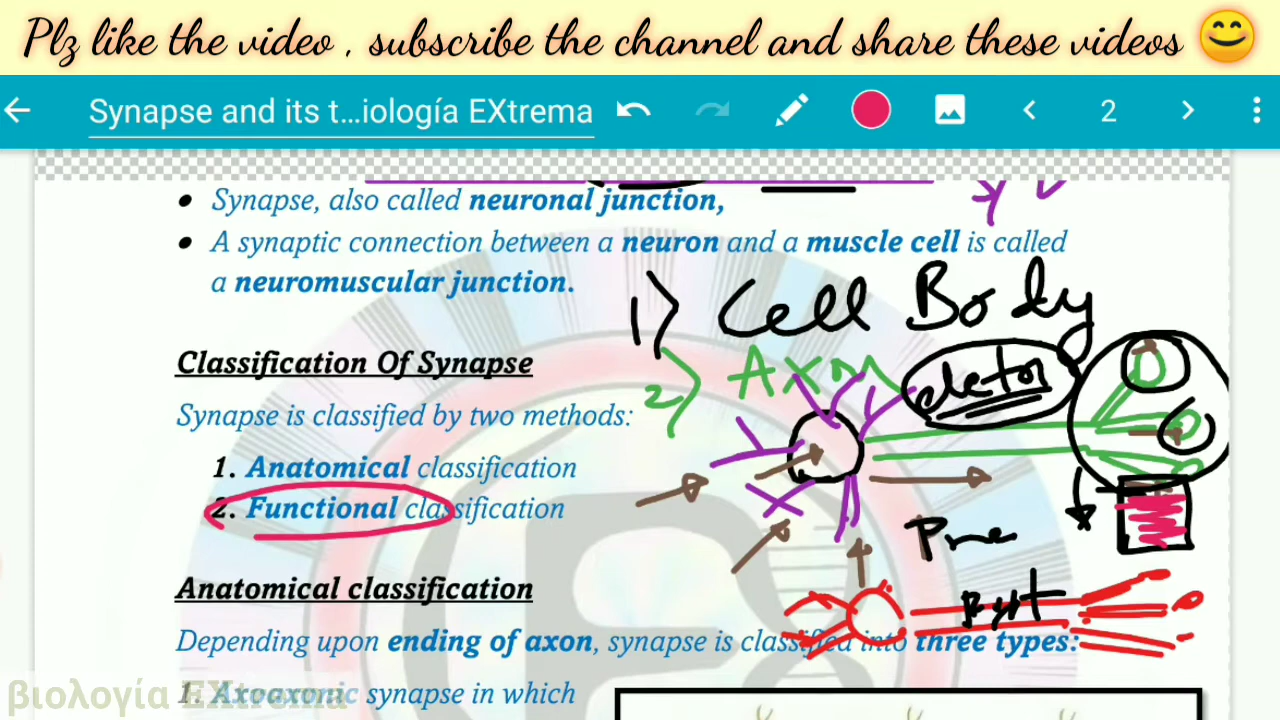 Plz like the video , subscribe the channel and share these videos 😊
Synapse and its t...iología EXtrema
2
Synapse, also called neuronal junction,
A synaptic connection between a neuron and a muscle cell is called
a neuromuscular junction.
1) Cell Body
Classification Of Synapse
2) Axon
Synapse is classified by two methods:
1. Anatomical classification
2. Functional classification
Pre
Anatomical classification
Depending upon ending of axon, synapse is classified into three types:
1. Axoaxonic synapse in which
βιολογία EXtrema